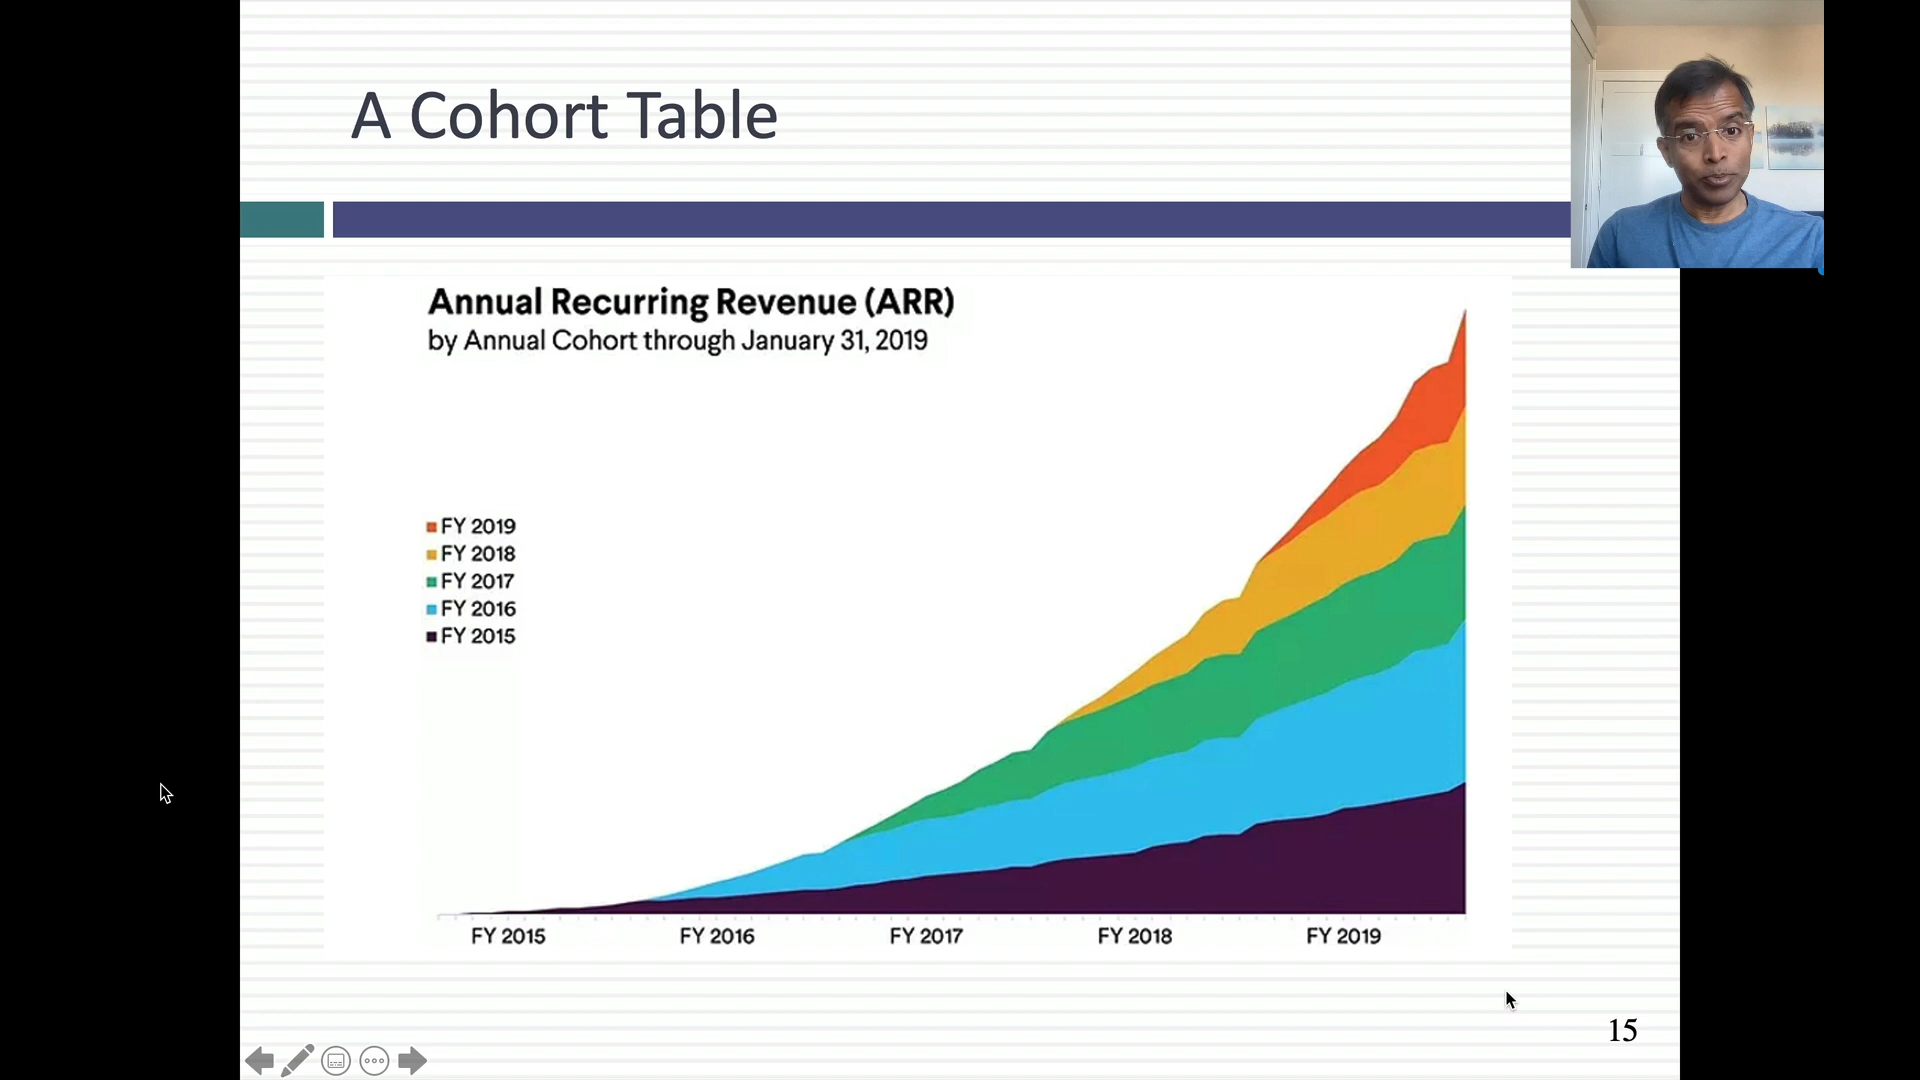 A Cohort Table
Annual Recurring Revenue (ARR)
by Annual Cohort through January 31, 2019
FY 2019
FY 2018
FY 2017
FY 2016
FY 2015
FY 2015 FY 2016 FY 2017 FY 2018 FY 2019
15